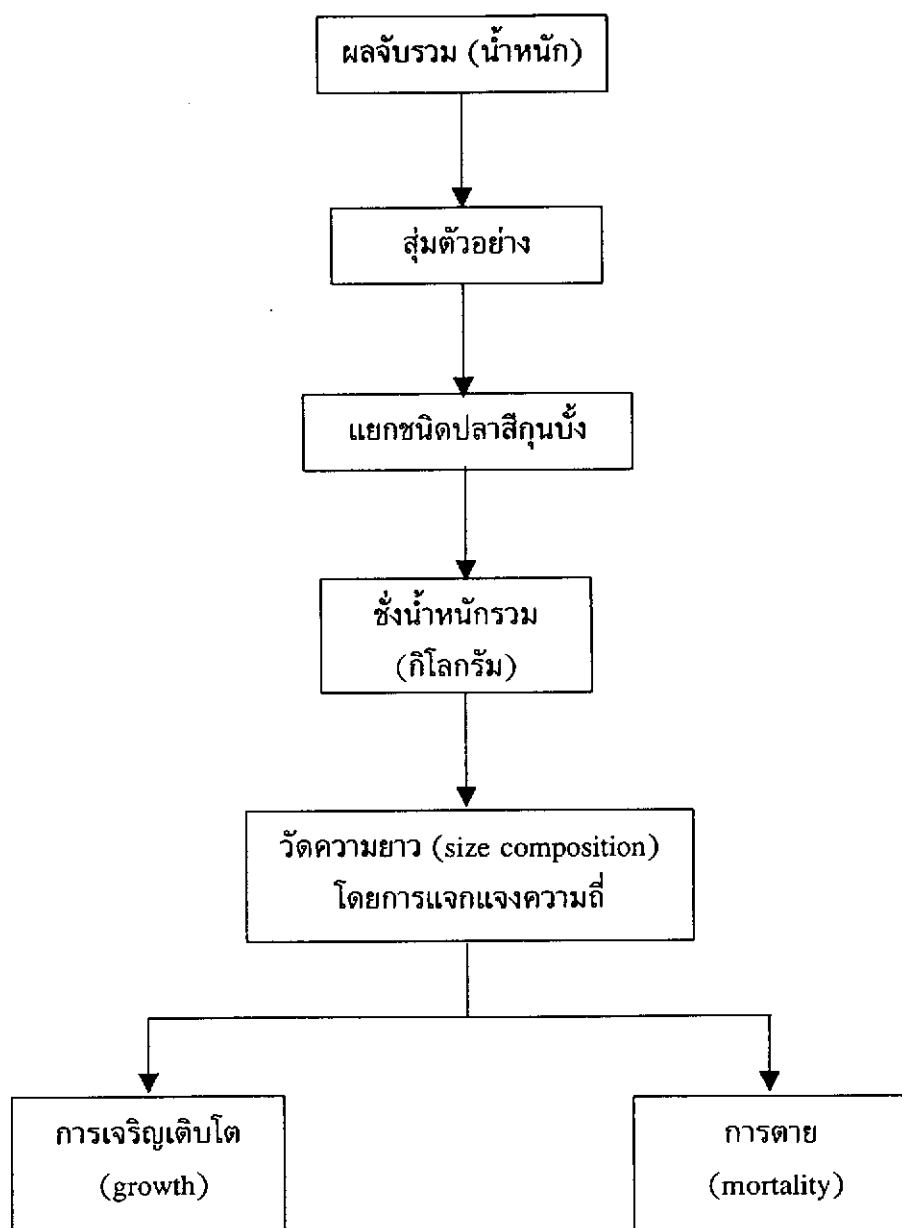 ผลจับรวม (น้ำหนัก)
สุ่มตัวอย่าง
แยกชนิดปลาสีกุนบั้ง
ชั่งน้ำหนักรวม
(กิโลกรัม)
วัดความยาว (size composition)
โดยการแจกแจงความถี่
การเจริญเติบโต
(growth)
การตาย
(mortality)